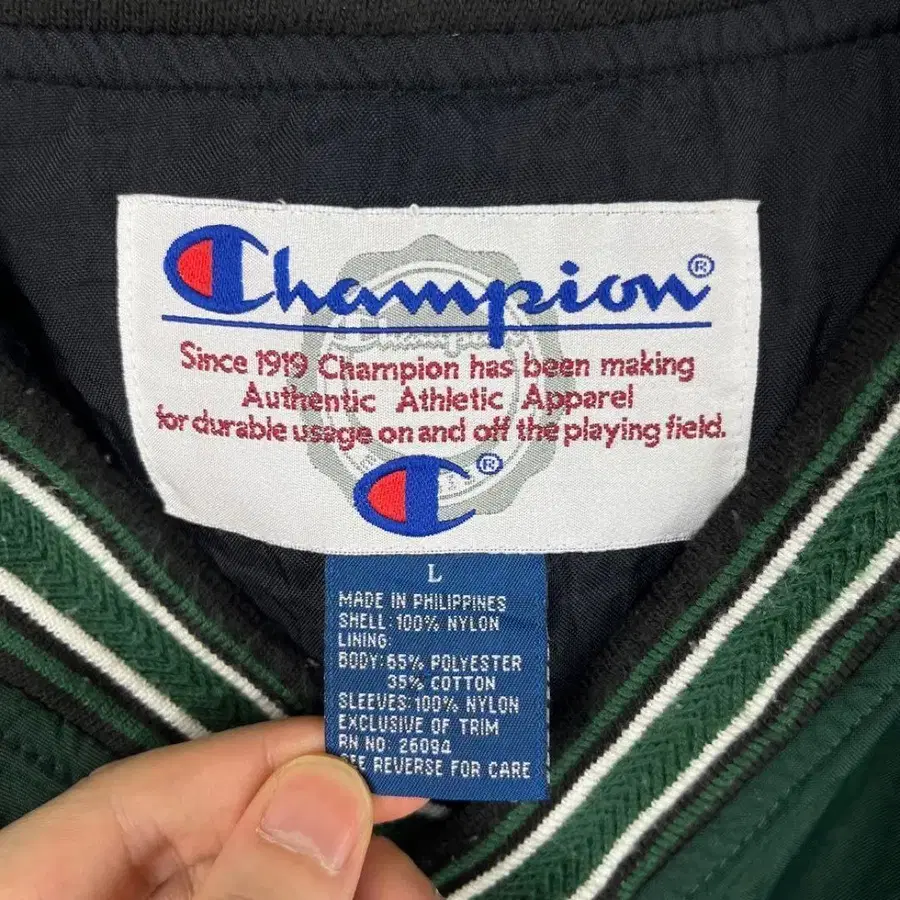 Champion®
Since 1919 Champion has been making
Authentic Athletic Apparel
for durable usage on and off the playing field.
Champion
®
L
MADE IN PHILIPPINES
SHELL: 100% NYLON
LINING:
BODY: 65% POLYESTER
35% COTTON
SLEEVES: 100% NYLON
EXCLUSIVE OF TRIM
RN NO. 26094
SEE REVERSE FOR CARE